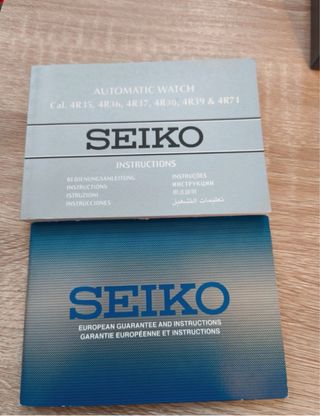 AUTOMATIC WATCH
Cal. 4R35, 4R36, 4R37, 4R38, 4R39 & 4R71
SEIKO
INSTRUCTIONS
BEDIENUNGSANLEITUNG
INSTRUCTIONS
ISTRUZIONI
INSTRUCCIONES
INSTRUÇÕES
ИНСТРУКЦИИ
تعليمات التشغيل
SEIKO
EUROPEAN GUARANTEE AND INSTRUCTIONS
GARANTIE EUROPÉENNE ET INSTRUCTIONS